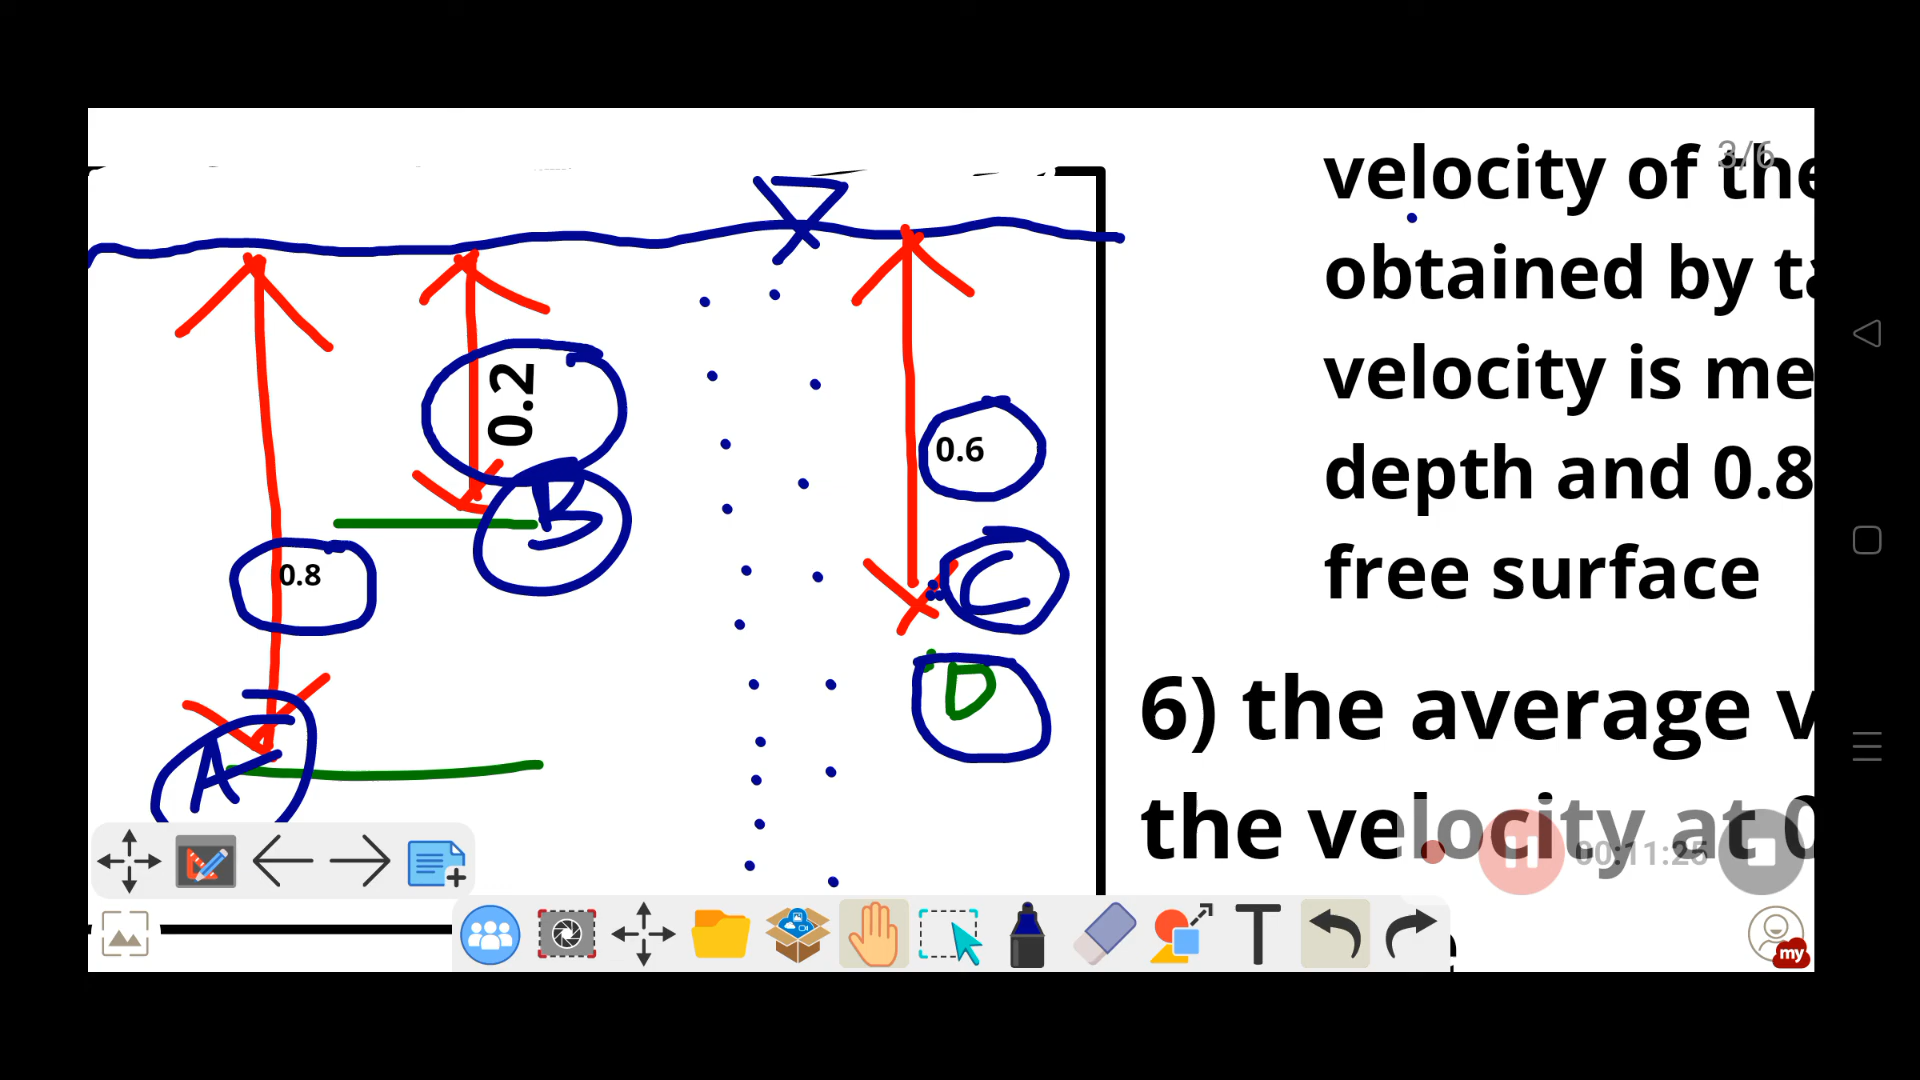 3/6
velocity of the
obtained by ta
velocity is me
depth and 0.8
free surface
6) the average v
the velocity at 0
0.2
0.6
0.8
B
C
D
A
00:11:25
T
my